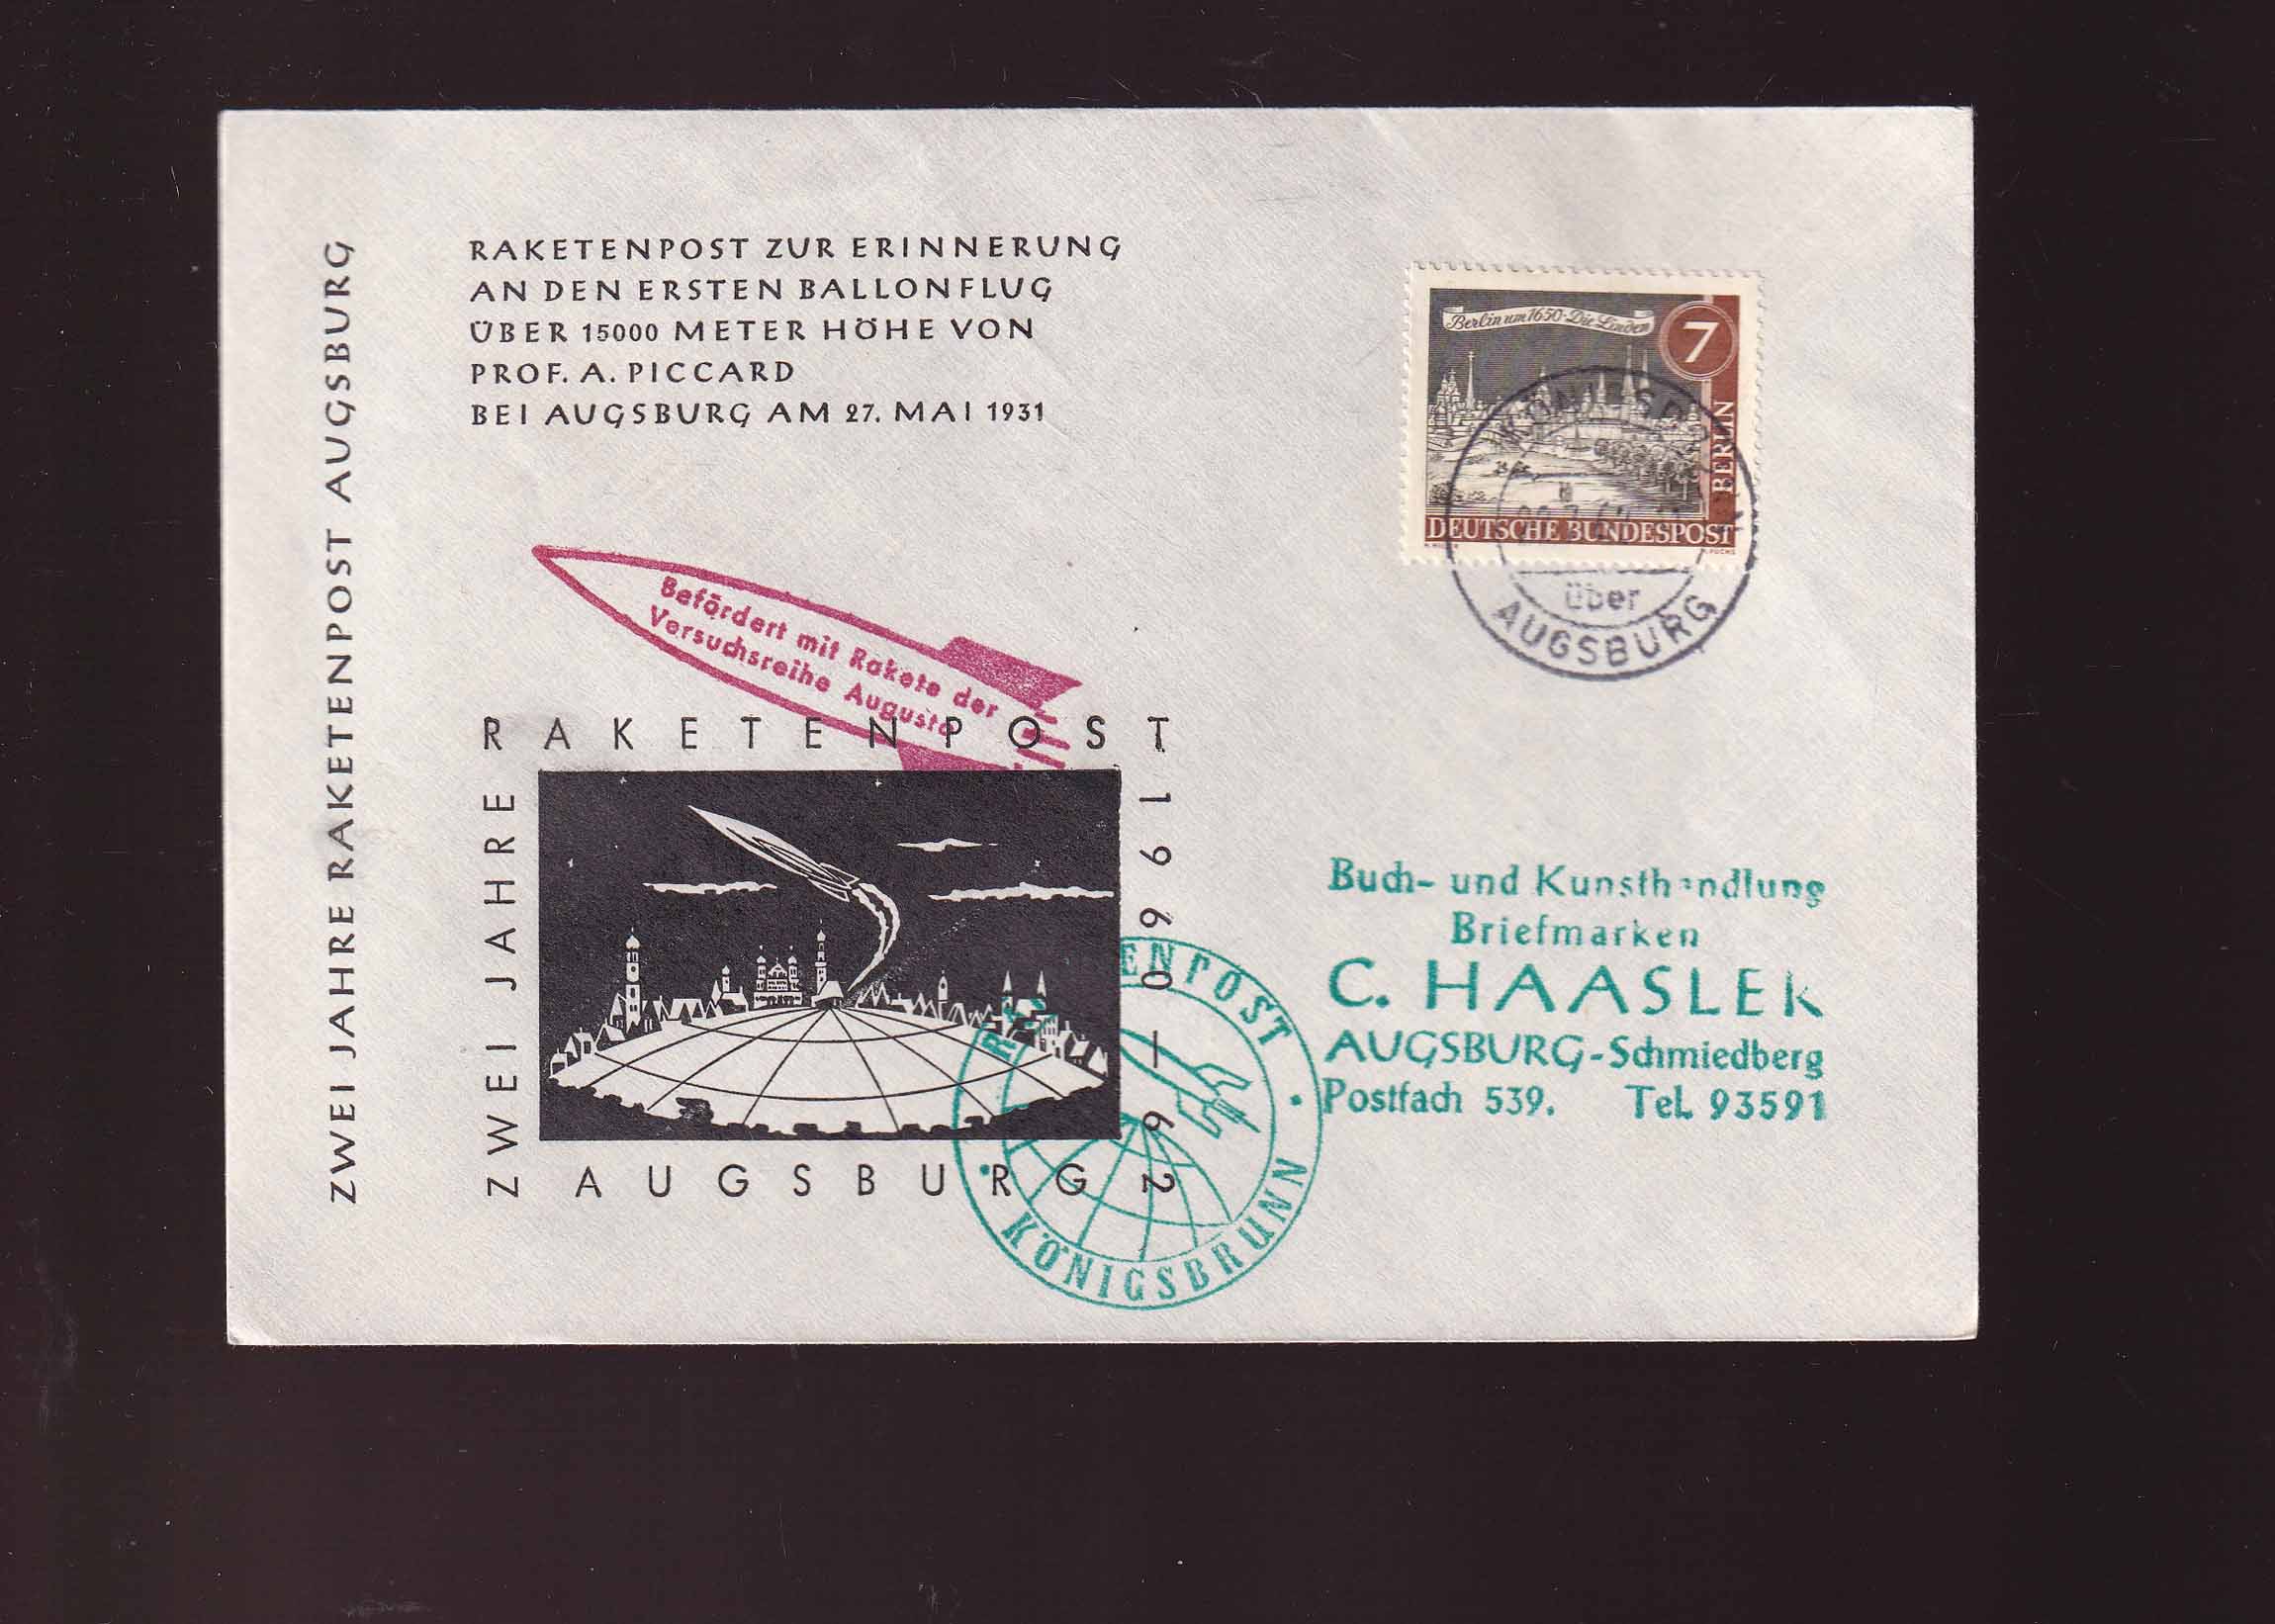 ZWEI JAHRE RAKETENPOST AUGSBURG
RAKETENPOST ZUR ERINNERUNG
AN DEN ERSTEN BALLONFLUG
ÜBER 15000 METER HÖHE VON
PROF. A. PICCARD
BEI AUGSBURG AM 27. MAI 1931
Berlin um 1650·Die Linden
7
BERLIN
DEUTSCHE BUNDESPOST
über
AUGSBURG
Befördert mit Rakete der
Versuchsreihe Augusta
ZWEI JAHRE
RAKETENPOST
1960-62
AUGSBURG
KÖNIGSBRUNN
Buch- und Kunsthandlung
Briefmarken
C. HAASLER
AUGSBURG-Schmiedberg
Postfach 539. Tel. 93591